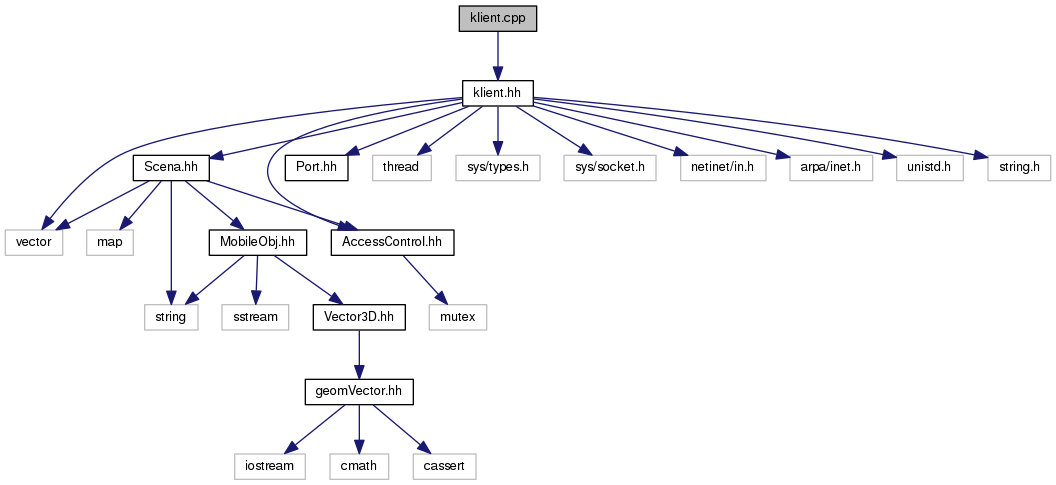 klient.cpp
klient.hh
Scena.hh
Port.hh
thread
sys/types.h
sys/socket.h
netinet/in.h
arpa/inet.h
unistd.h
string.h
vector
map
MobileObj.hh
AccessControl.hh
string
sstream
Vector3D.hh
mutex
geomVector.hh
iostream
cmath
cassert